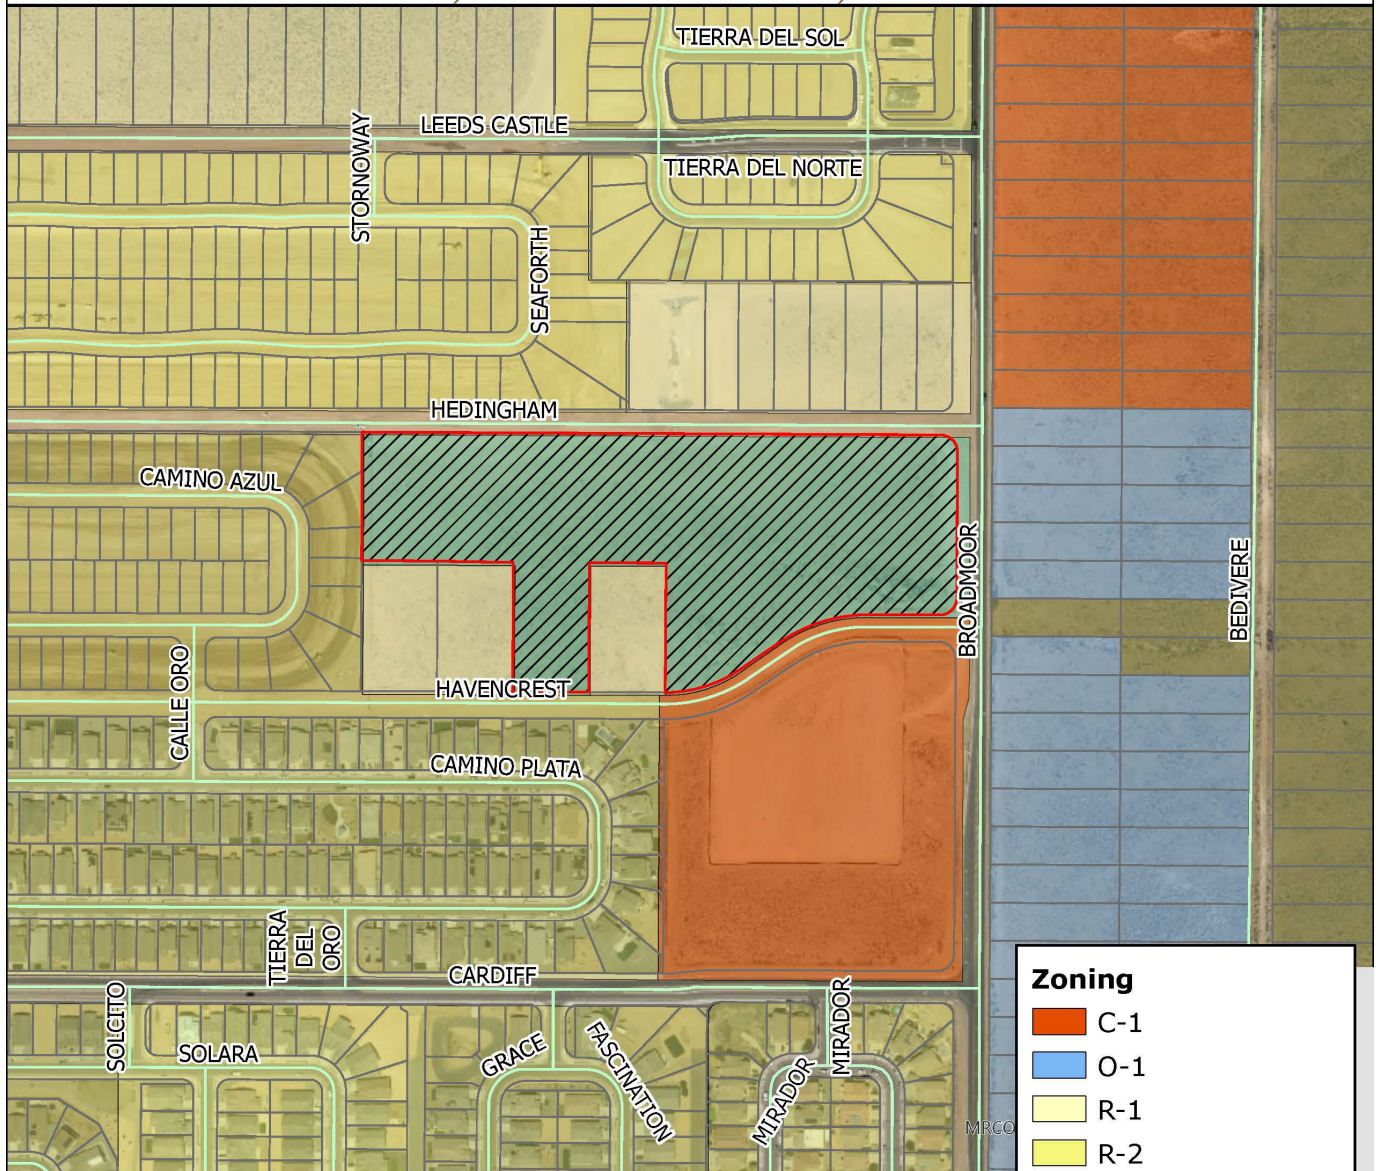 TIERRA DEL SOL
LEEDS CASTLE
STORNOWAY
TIERRA DEL NORTE
SEAFORTH
HEDINGHAM
CAMINO AZUL
BROADMOOR
BEDIVERE
CALLE ORO
HAVENCREST
CAMINO PLATA
TIERRA
DEL
ORO
CARDIFF
SOLCITO
SOLARA
GRACE
FASCINATION
MIRADOR
MIRADOR
MRCO
Zoning
C-1
O-1
R-1
R-2